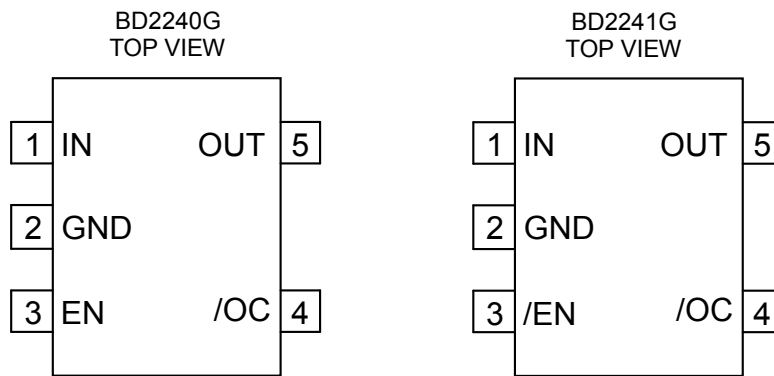 BD2240G
TOP VIEW
1 IN OUT 5
2 GND
3 EN /OC 4
BD2241G
TOP VIEW
1 IN OUT 5
2 GND
3 /EN /OC 4